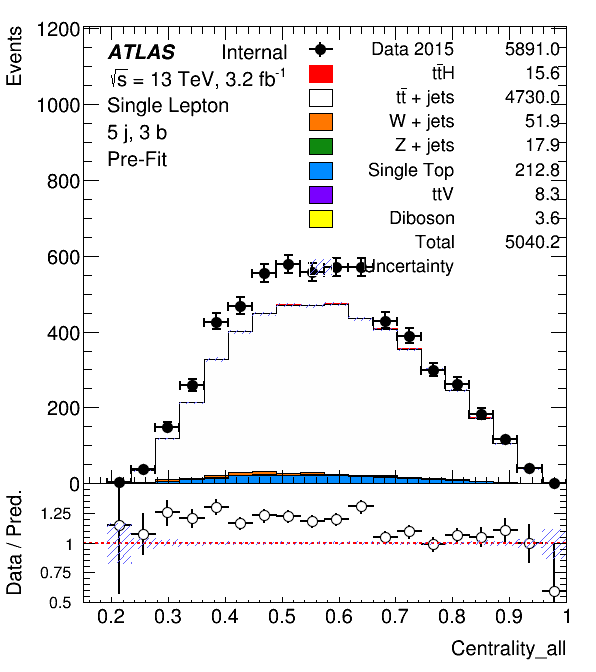 Events
1200
1000
800
600
400
200
0
ATLAS Internal
√s = 13 TeV, 3.2 fb⁻¹
Single Lepton
5 j, 3 b
Pre-Fit
Data 2015 5891.0
tt̄H 15.6
tt̄ + jets 4730.0
W + jets 51.9
Z + jets 17.9
Single Top 212.8
ttV 8.3
Diboson 3.6
Total 5040.2
Uncertainty
Data / Pred.
1.25
1
0.75
0.5
0.2 0.3 0.4 0.5 0.6 0.7 0.8 0.9 1
Centrality_all